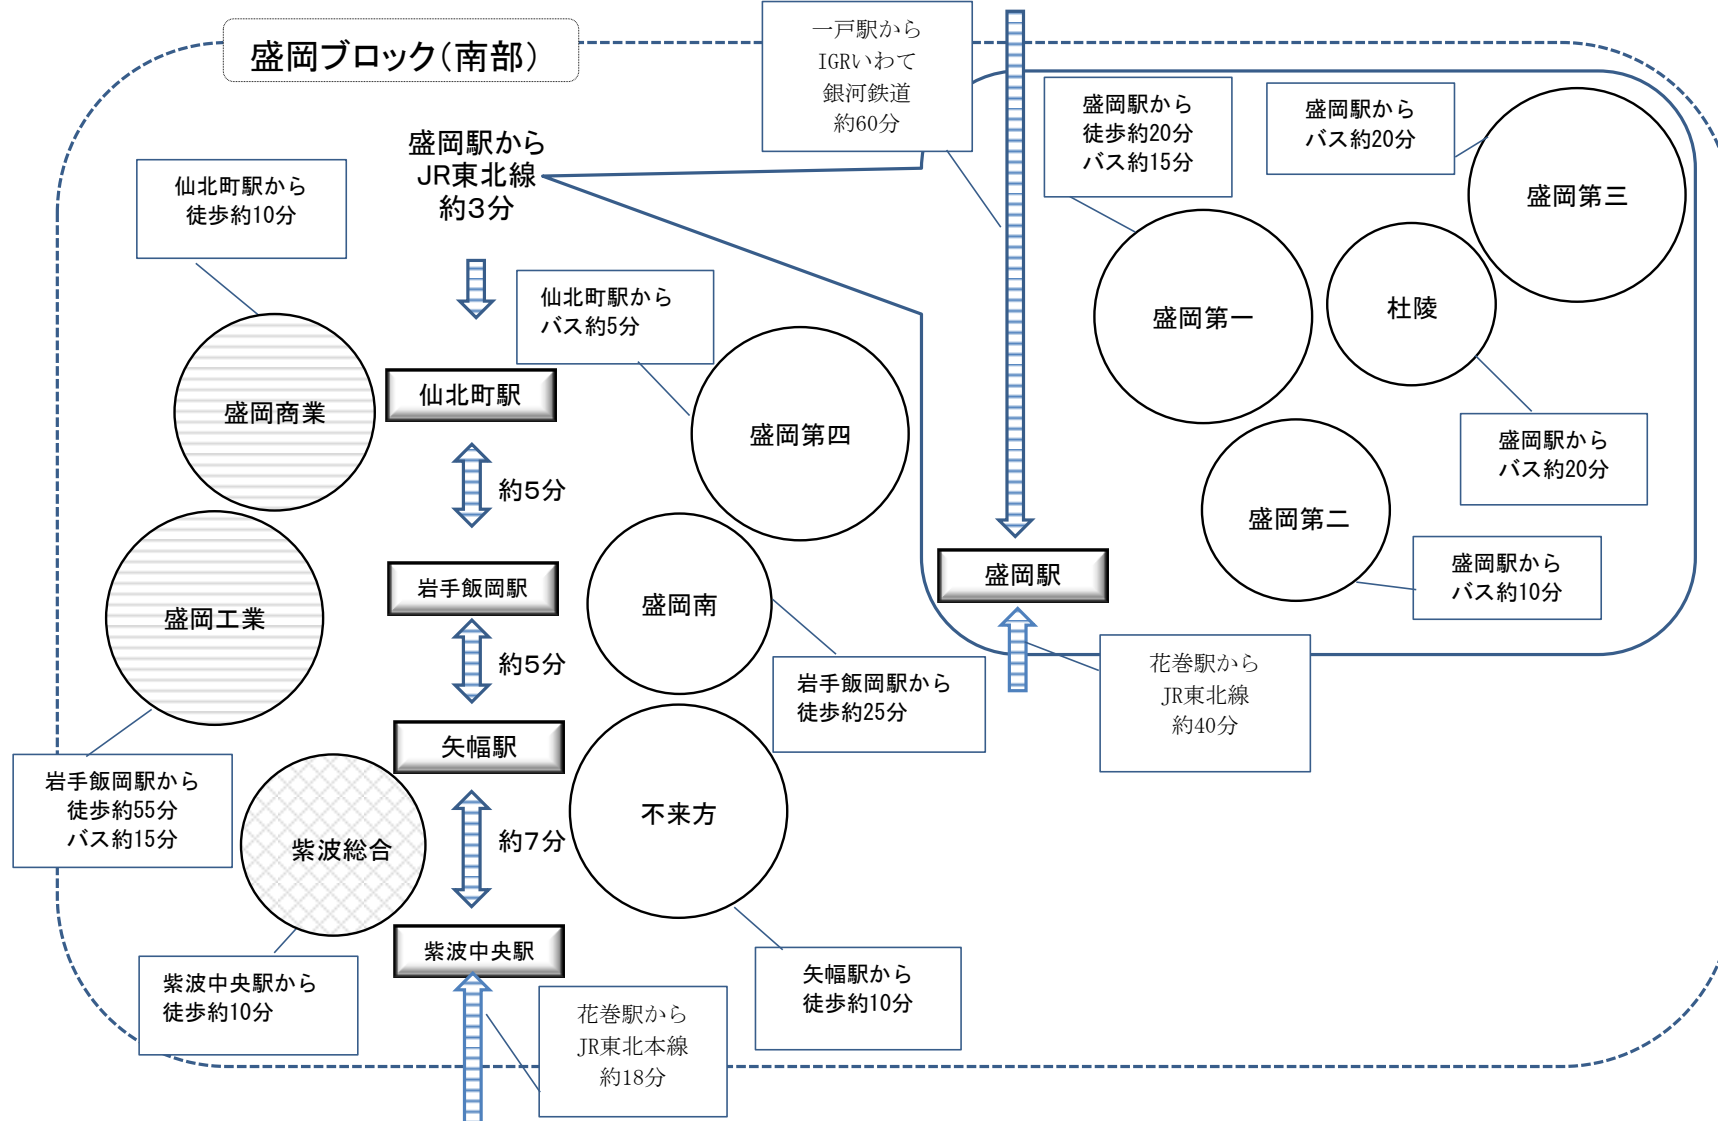 盛岡ブロック(南部)
一戸駅から
IGRいわて
銀河鉄道
約60分
盛岡駅から
徒歩約20分
バス約15分
盛岡駅から
バス約20分
盛岡駅から
JR東北線
約3分
仙北町駅から
徒歩約10分
盛岡第三
盛岡第一
杜陵
仙北町駅から
バス約5分
盛岡商業
仙北町駅
盛岡第四
盛岡駅から
バス約20分
約5分
盛岡第二
盛岡駅
盛岡駅から
バス約10分
岩手飯岡駅
盛岡南
盛岡工業
約5分
岩手飯岡駅から
徒歩約25分
花巻駅から
JR東北線
約40分
矢幅駅
岩手飯岡駅から
徒歩約55分
バス約15分
不来方
約7分
紫波総合
紫波中央駅
紫波中央駅から
徒歩約10分
矢幅駅から
徒歩約10分
花巻駅から
JR東北本線
約18分